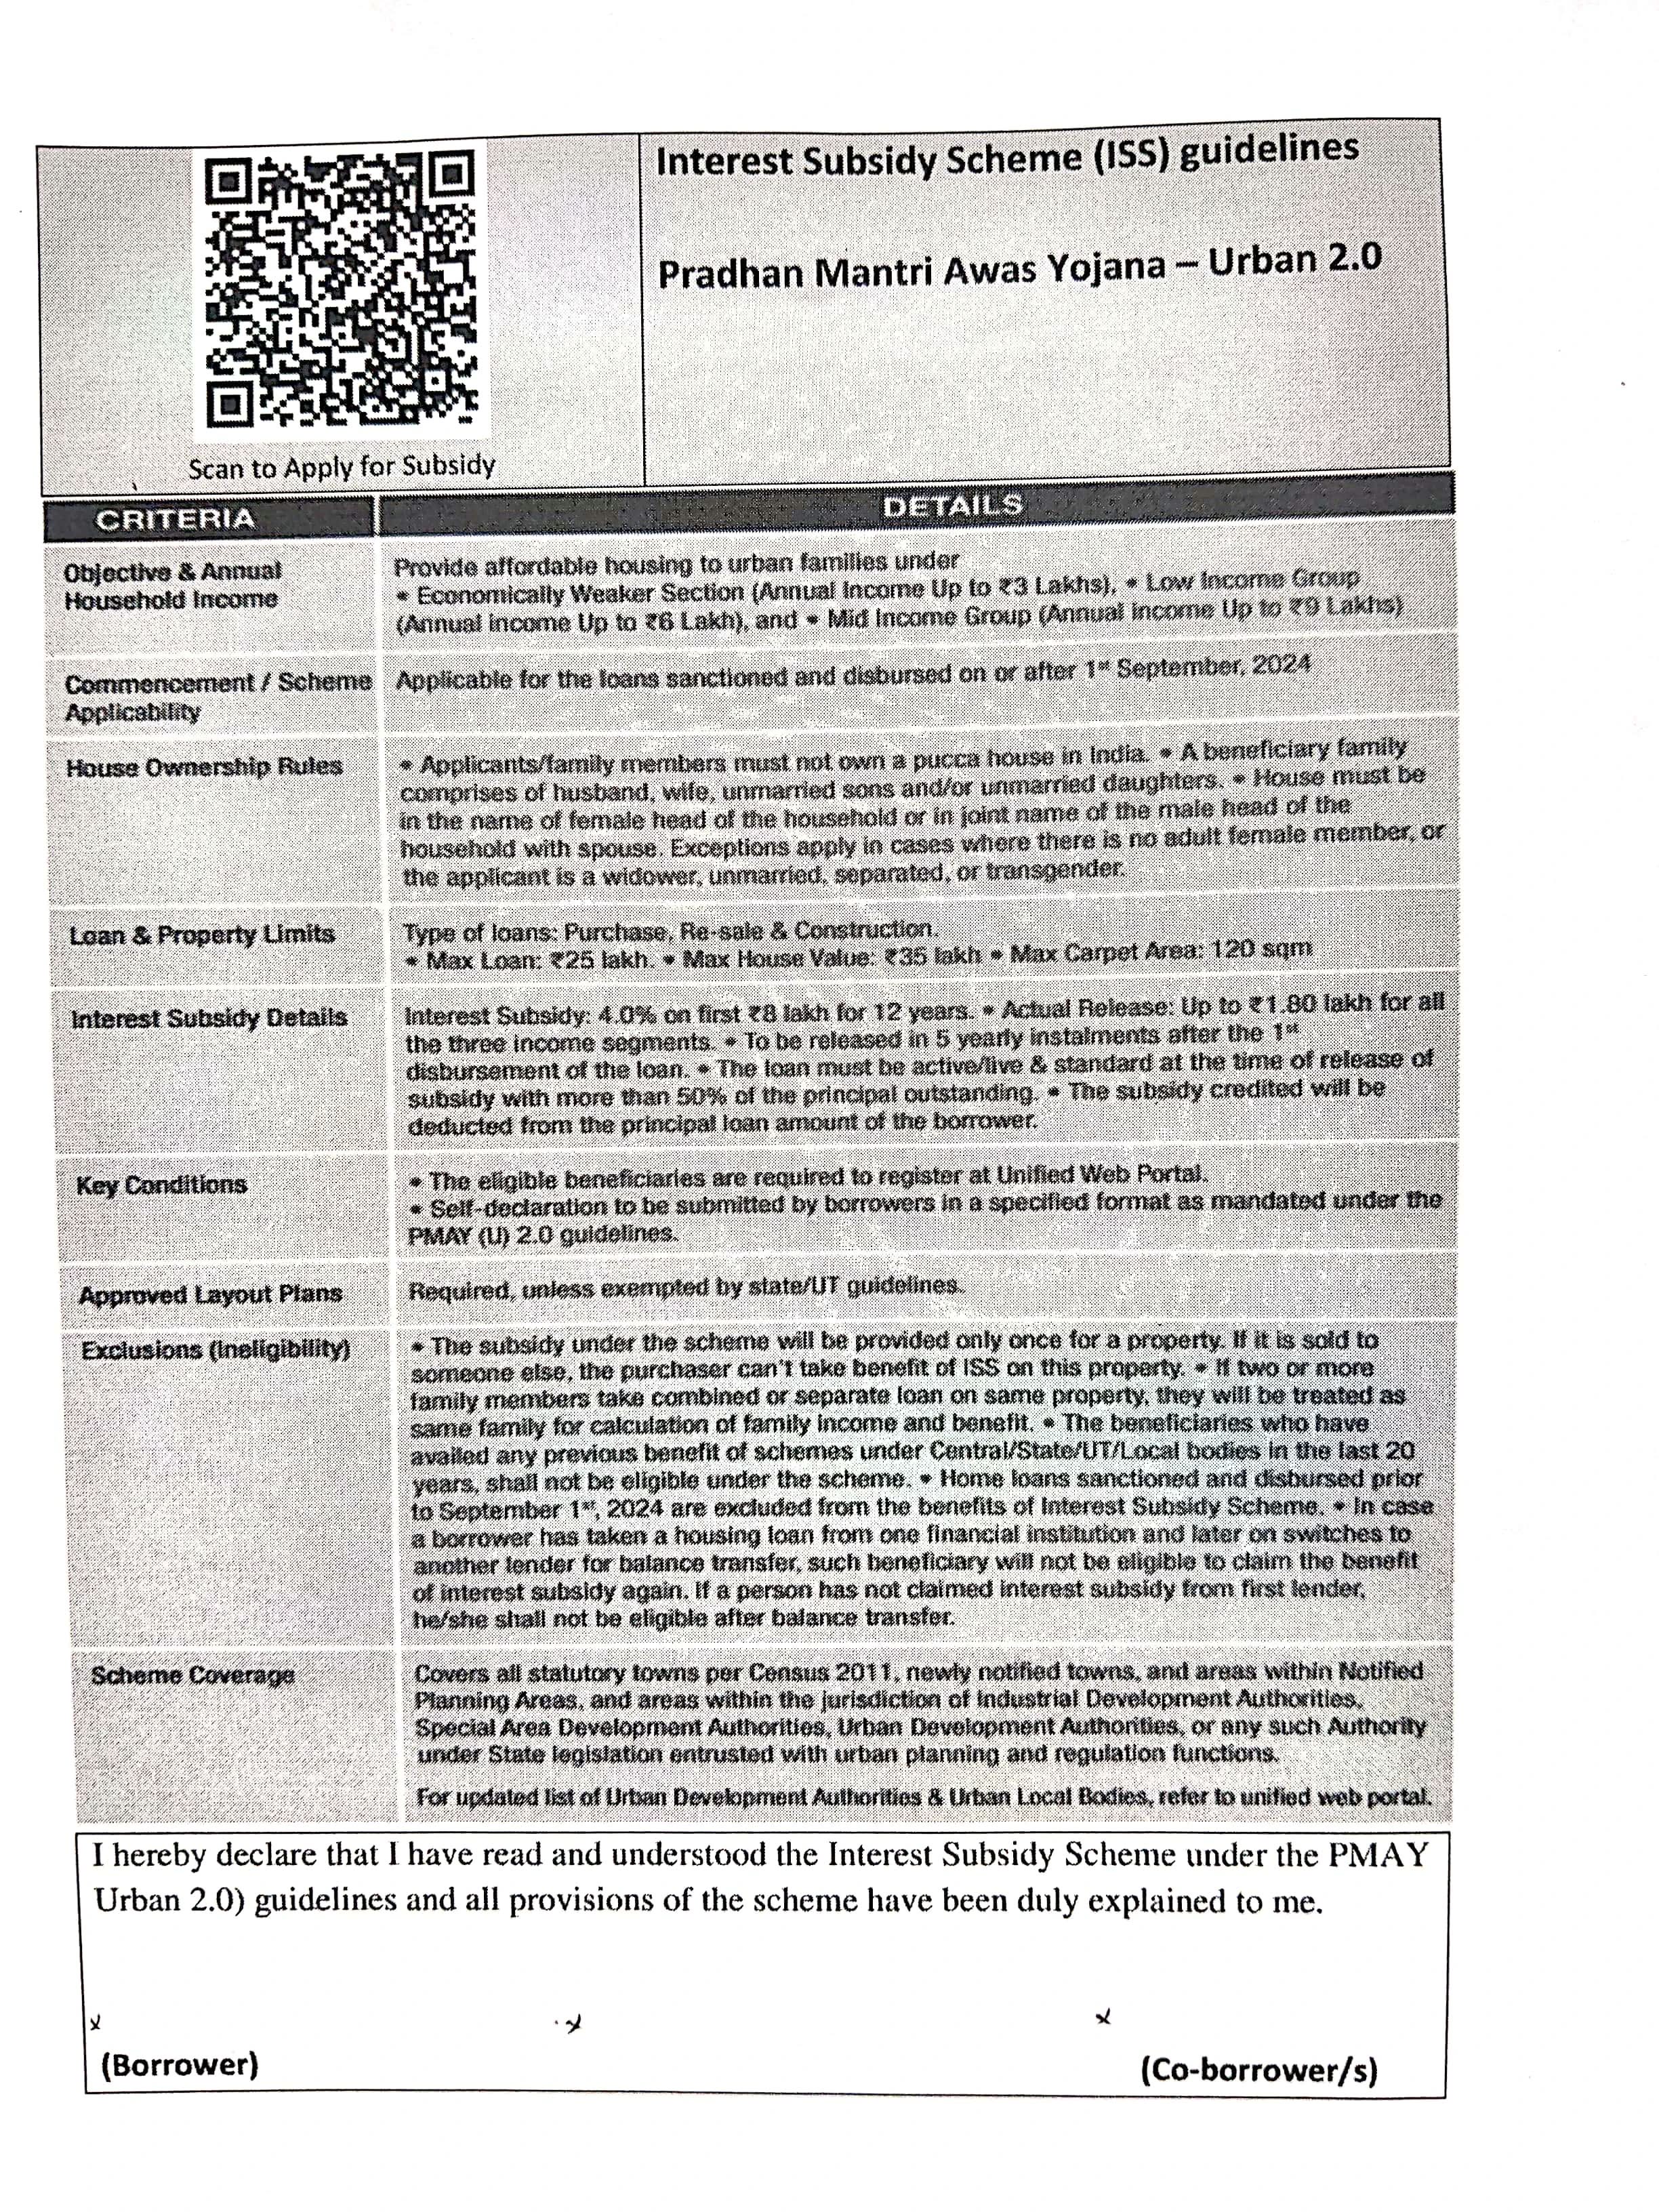 Interest Subsidy Scheme (ISS) guidelines
Pradhan Mantri Awas Yojana – Urban 2.0
Scan to Apply for Subsidy
CRITERIA
DETAILS
Objective & Annual
Household Income
Provide affordable housing to urban families under
• Economically Weaker Section (Annual Income Up to ₹3 Lakhs), • Low Income Group
(Annual income Up to ₹6 Lakh), and • Mid Income Group (Annual Income Up to ₹9 Lakhs)
Commencement / Scheme
Applicability
Applicable for the loans sanctioned and disbursed on or after 1st September, 2024
House Ownership Rules
• Applicants/family members must not own a pucca house in India. • A beneficiary family
comprises of husband, wife, unmarried sons and/or unmarried daughters. • House must be
in the name of female head of the household or in joint name of the male head of the
household with spouse. Exceptions apply in cases where there is no adult female member, or
the applicant is a widower, unmarried, separated, or transgender.
Loan & Property Limits
Type of loans: Purchase, Re-sale & Construction.
• Max Loan: ₹25 lakh. • Max House Value: ₹35 lakh • Max Carpet Area: 120 sqm
Interest Subsidy Details
Interest Subsidy: 4.0% on first ₹8 lakh for 12 years. • Actual Release: Up to ₹1.80 lakh for all
the three income segments. • To be released in 5 yearly instalments after the 1st
disbursement of the loan. • The loan must be active/live & standard at the time of release of
subsidy with more than 50% of the principal outstanding. • The subsidy credited will be
deducted from the principal loan amount of the borrower.
Key Conditions
• The eligible beneficiaries are required to register at Unified Web Portal.
• Self-declaration to be submitted by borrowers in a specified format as mandated under the
PMAY (U) 2.0 guidelines.
Approved Layout Plans
Required, unless exempted by state/UT guidelines.
Exclusions (Ineligibility)
• The subsidy under the scheme will be provided only once for a property. If it is sold to
someone else, the purchaser can't take benefit of ISS on this property. • If two or more
family members take combined or separate loan on same property, they will be treated as
same family for calculation of family income and benefit. • The beneficiaries who have
availed any previous benefit of schemes under Central/State/UT/Local bodies in the last 20
years, shall not be eligible under the scheme. • Home loans sanctioned and disbursed prior
to September 1st, 2024 are excluded from the benefits of Interest Subsidy Scheme. • In case
a borrower has taken a housing loan from one financial institution and later on switches to
another lender for balance transfer, such beneficiary will not be eligible to claim the benefit
of interest subsidy again. If a person has not claimed interest subsidy from first lender,
he/she shall not be eligible after balance transfer.
Scheme Coverage
Covers all statutory towns per Census 2011, newly notified towns, and areas within Notified
Planning Areas, and areas within the jurisdiction of Industrial Development Authorities,
Special Area Development Authorities, Urban Development Authorities, or any such Authority
under State legislation entrusted with urban planning and regulation functions.
For updated list of Urban Development Authorities & Urban Local Bodies, refer to unified web portal.
I hereby declare that I have read and understood the Interest Subsidy Scheme under the PMAY
Urban 2.0) guidelines and all provisions of the scheme have been duly explained to me.
x x x
(Borrower)
(Co-borrower/s)